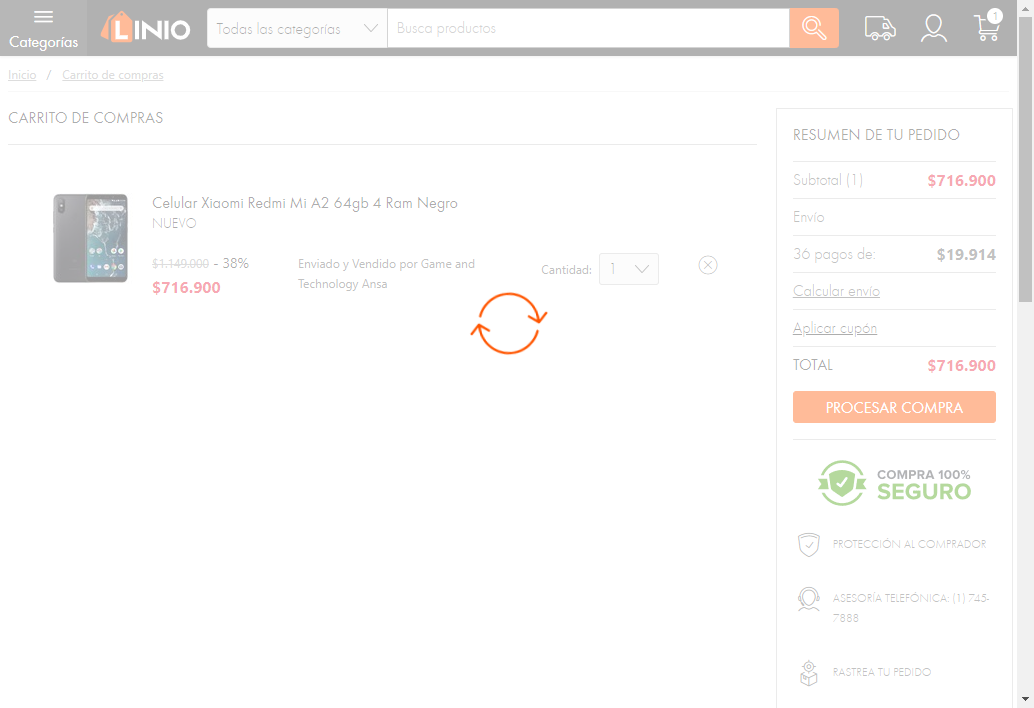 Categorías
LINIO
Todas las categorías
Busca productos
1
Inicio / Carrito de compras
CARRITO DE COMPRAS
Celular Xiaomi Redmi Mi A2 64gb 4 Ram Negro
NUEVO
$1.149.000 - 38%
$716.900
Enviado y Vendido por Game and
Technology Ansa
Cantidad: 1
RESUMEN DE TU PEDIDO
Subtotal (1) $716.900
Envío
36 pagos de: $19.914
Calcular envío
Aplicar cupón
TOTAL $716.900
PROCESAR COMPRA
COMPRA 100%
SEGURO
PROTECCIÓN AL COMPRADOR
ASESORÍA TELEFÓNICA: (1) 745-
7888
RASTREA TU PEDIDO